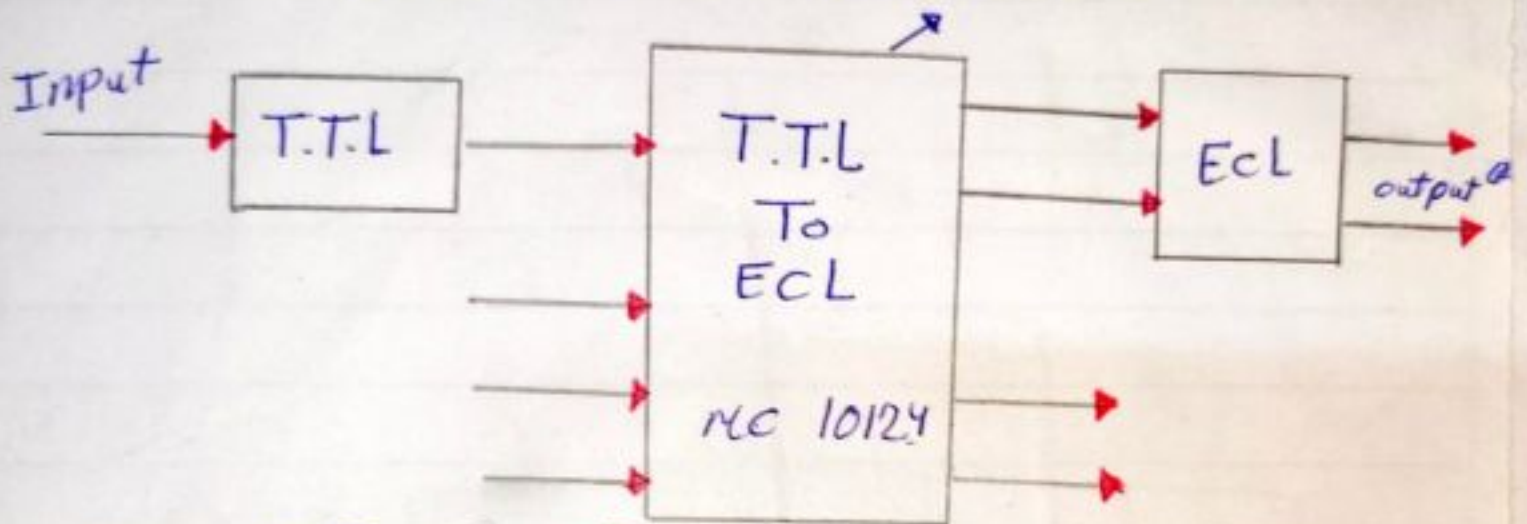 Input
T.T.L
T.T.L
To
ECL
MC 10124
EcL
output